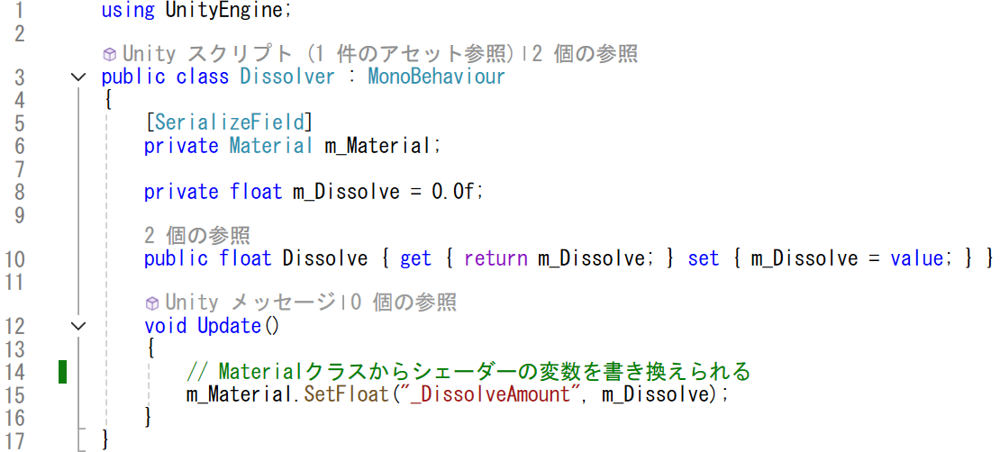 1 using UnityEngine;
2
Unity スクリプト (1 件のアセット参照)|2 個の参照
3 public class Dissolver : MonoBehaviour
4 {
5 [SerializeField]
6 private Material m_Material;
7
8 private float m_Dissolve = 0.0f;
9
2 個の参照
10 public float Dissolve { get { return m_Dissolve; } set { m_Dissolve = value; } }
11
Unity メッセージ|0 個の参照
12 void Update()
13 {
14 // Materialクラスからシェーダーの変数を書き換えられる
15 m_Material.SetFloat("_DissolveAmount", m_Dissolve);
16 }
17 }